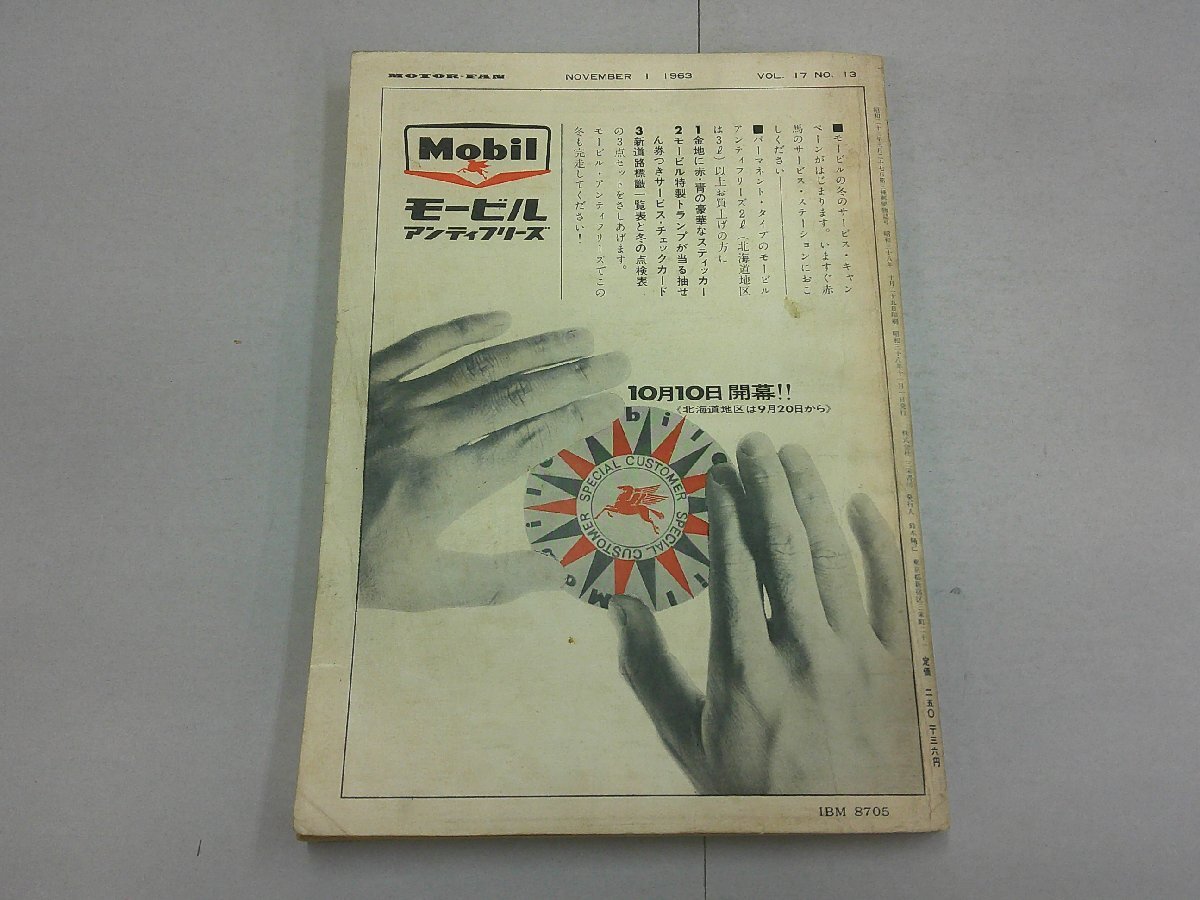 MOTOR-FAN
NOVEMBER 1 1963
VOL. 17 NO. 13
■モービルの冬のサービス・キャン
ペーンがはじまります。いますぐ赤
馬のサービス・ステーションにおこ
しください――
■パーマネント・タイプのモービル
アンティフリーズ2ℓ（北海道地区
は3ℓ）以上お買上げの方に
1金地に赤・青の豪華なスティッカー
2モービル特製トランプが当る抽せ
ん券つきサービス・チェックカード
3新道路標識一覧表と冬の点検表、
の3点セットをさしあげます。
モービル・アンティフリーズでこの
冬も完走してください！
Mobil
モービル
アンティフリーズ
10月10日 開幕!!
《北海道地区は9月20日から》
SPECIAL CUSTOMER SPECIAL CUSTOMER
定価 二五〇 〒三六円
IBM 8705